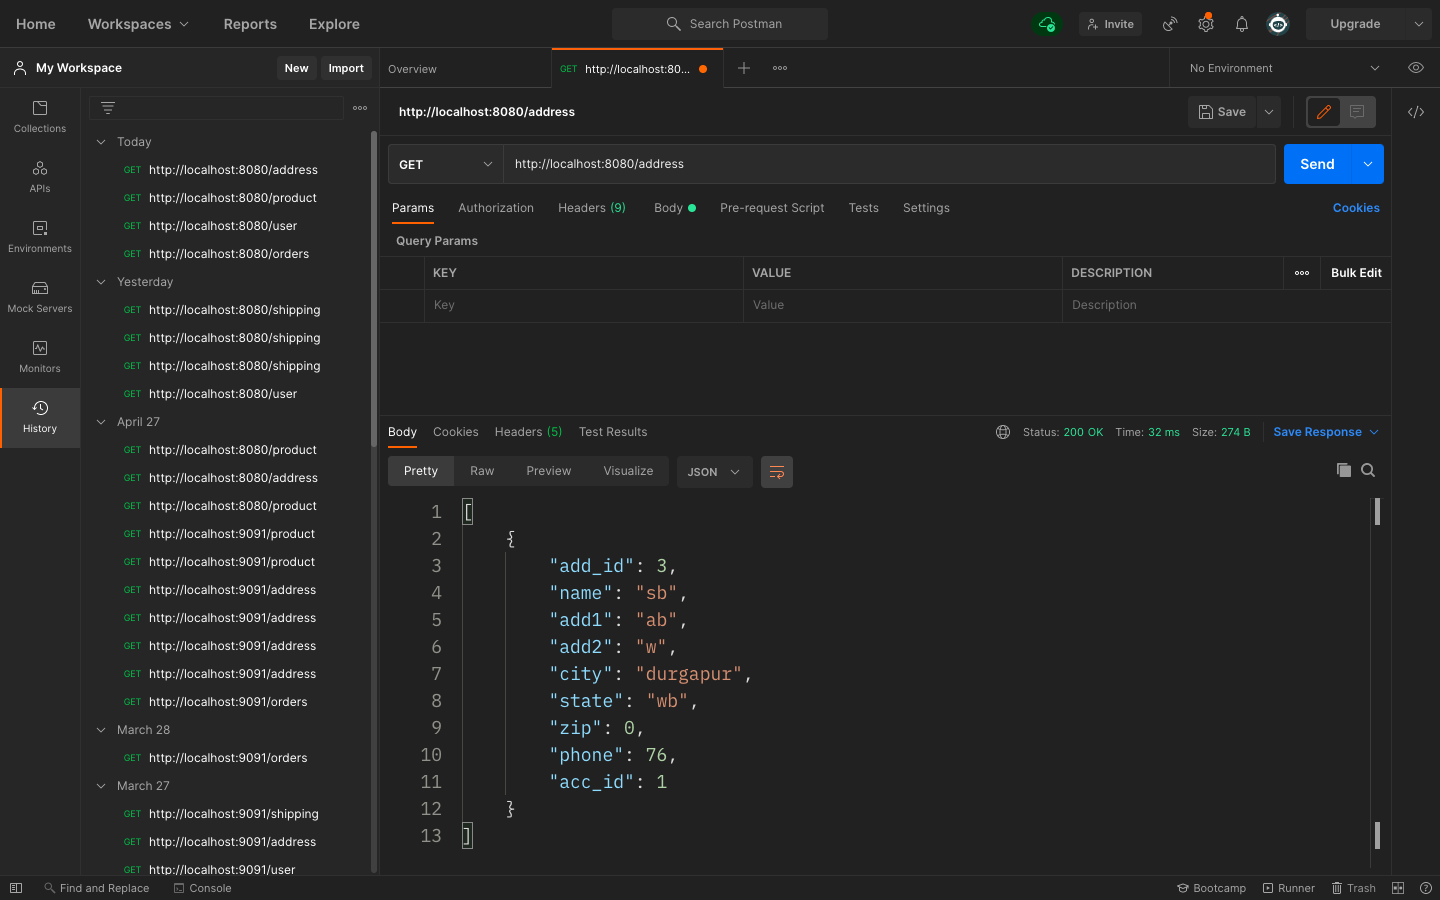 Home Workspaces Reports Explore Search Postman Invite Upgrade
My Workspace New Import Overview GET http://localhost:80... No Environment
http://localhost:8080/address Save
Collections
APIs
Environments
Mock Servers
Monitors
History
Today
GET http://localhost:8080/address
GET http://localhost:8080/product
GET http://localhost:8080/user
GET http://localhost:8080/orders
Yesterday
GET http://localhost:8080/shipping
GET http://localhost:8080/shipping
GET http://localhost:8080/shipping
GET http://localhost:8080/user
April 27
GET http://localhost:8080/product
GET http://localhost:8080/address
GET http://localhost:8080/product
GET http://localhost:9091/product
GET http://localhost:9091/product
GET http://localhost:9091/address
GET http://localhost:9091/address
GET http://localhost:9091/address
GET http://localhost:9091/address
GET http://localhost:9091/orders
March 28
GET http://localhost:9091/orders
March 27
GET http://localhost:9091/shipping
GET http://localhost:9091/address
GET http://localhost:9091/user
GET http://localhost:8080/address Send
Params Authorization Headers (9) Body Pre-request Script Tests Settings Cookies
Query Params
KEY VALUE DESCRIPTION Bulk Edit
Key Value Description
Body Cookies Headers (5) Test Results Status: 200 OK Time: 32 ms Size: 274 B Save Response
Pretty Raw Preview Visualize JSON
1 [
2 {
3 "add_id": 3,
4 "name": "sb",
5 "add1": "ab",
6 "add2": "w",
7 "city": "durgapur",
8 "state": "wb",
9 "zip": 0,
10 "phone": 76,
11 "acc_id": 1
12 }
13 ]
Find and Replace Console Bootcamp Runner Trash